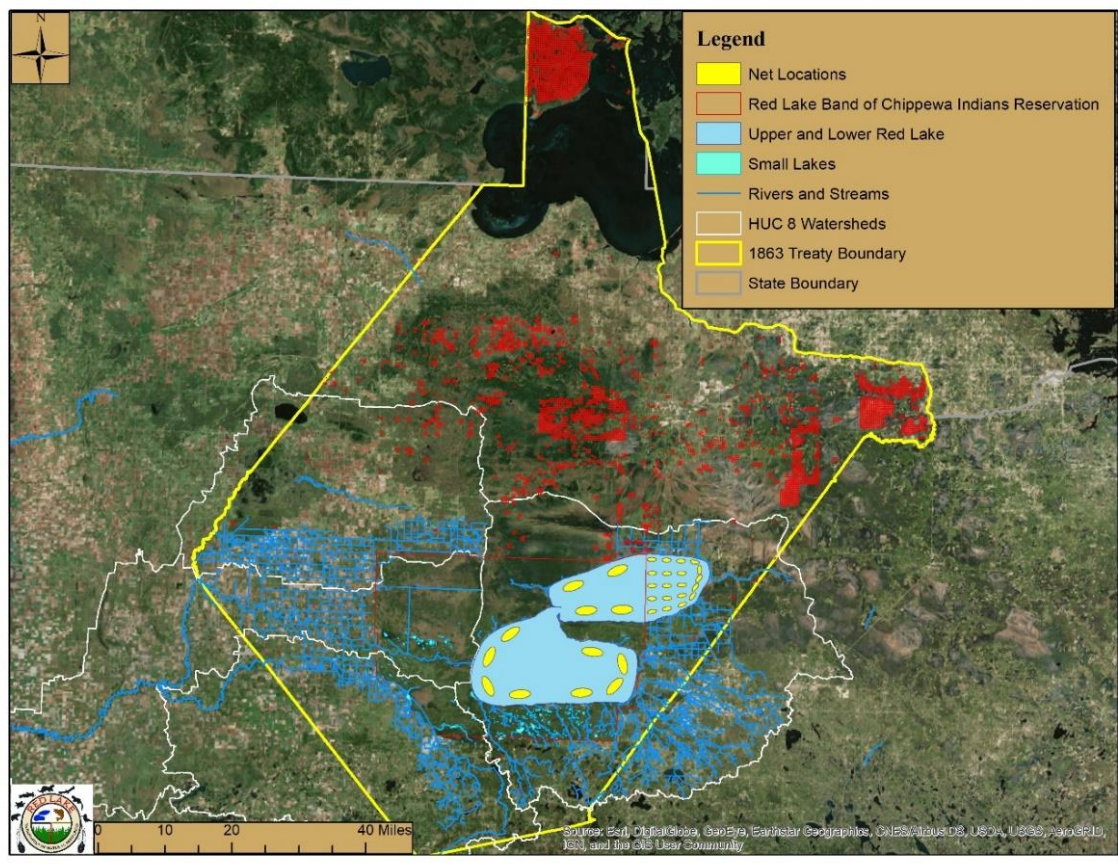 N
Legend
Net Locations
Red Lake Band of Chippewa Indians Reservation
Upper and Lower Red Lake
Small Lakes
Rivers and Streams
HUC 8 Watersheds
1863 Treaty Boundary
State Boundary
RED LAKE
0 10 20 40 Miles
Source: Esri, DigitalGlobe, GeoEye, Earthstar Geographics, CNES/Airbus DS, USDA, USGS, AeroGRID,
IGN, and the GIS User Community